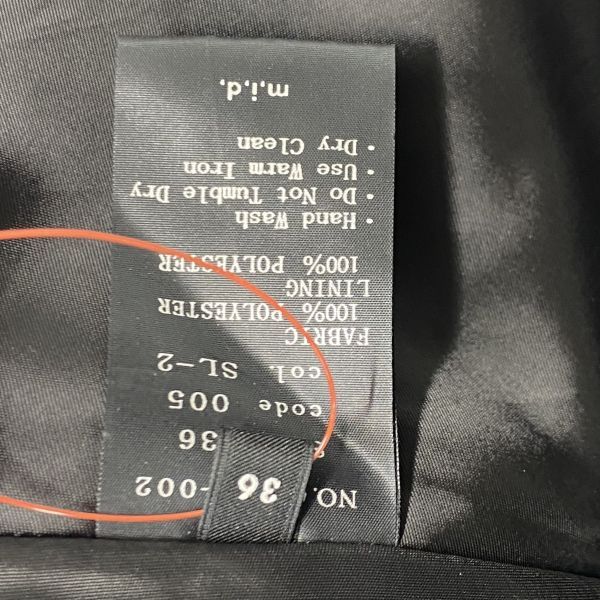 NO. -002
36
36
code 005
col. SL-2
FABRIC
100% POLYESTER
LINING
100% POLYESTER
· Hand Wash
· Do Not Tumble Dry
· Use Warm Iron
· Dry Clean
m,i,d,